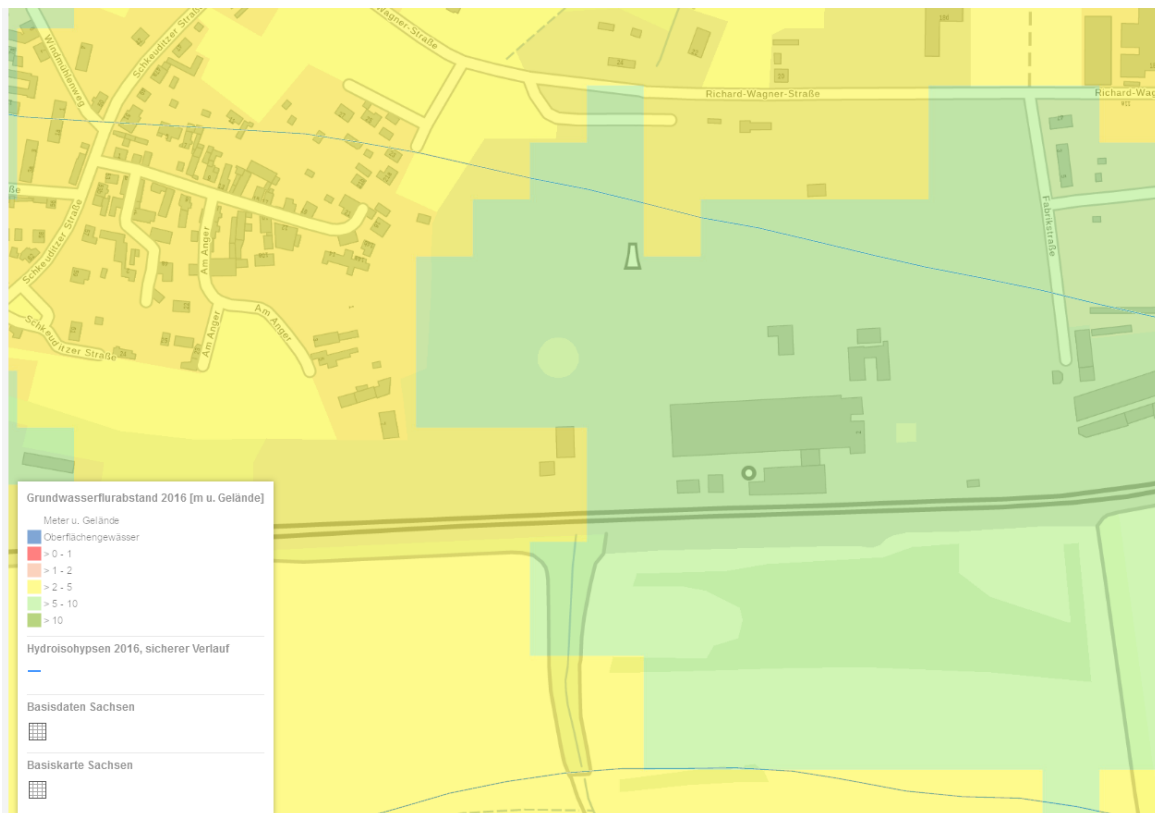 Schkeuditzer Straße
Windmühlenweg
Wagner-Straße
Richard-Wagner-Straße
Richard-Wag
Fabrikstraße
ße
Schkeuditzer Straße
Am Anger
Am Anger
Am Anger
Schkeuditzer Straße
Grundwasserflurabstand 2016 [m u. Gelände]
Meter u. Gelände
Oberflächengewässer
> 0 - 1
> 1 - 2
> 2 - 5
> 5 - 10
> 10
Hydroisohypsen 2016, sicherer Verlauf
Basisdaten Sachsen
Basiskarte Sachsen